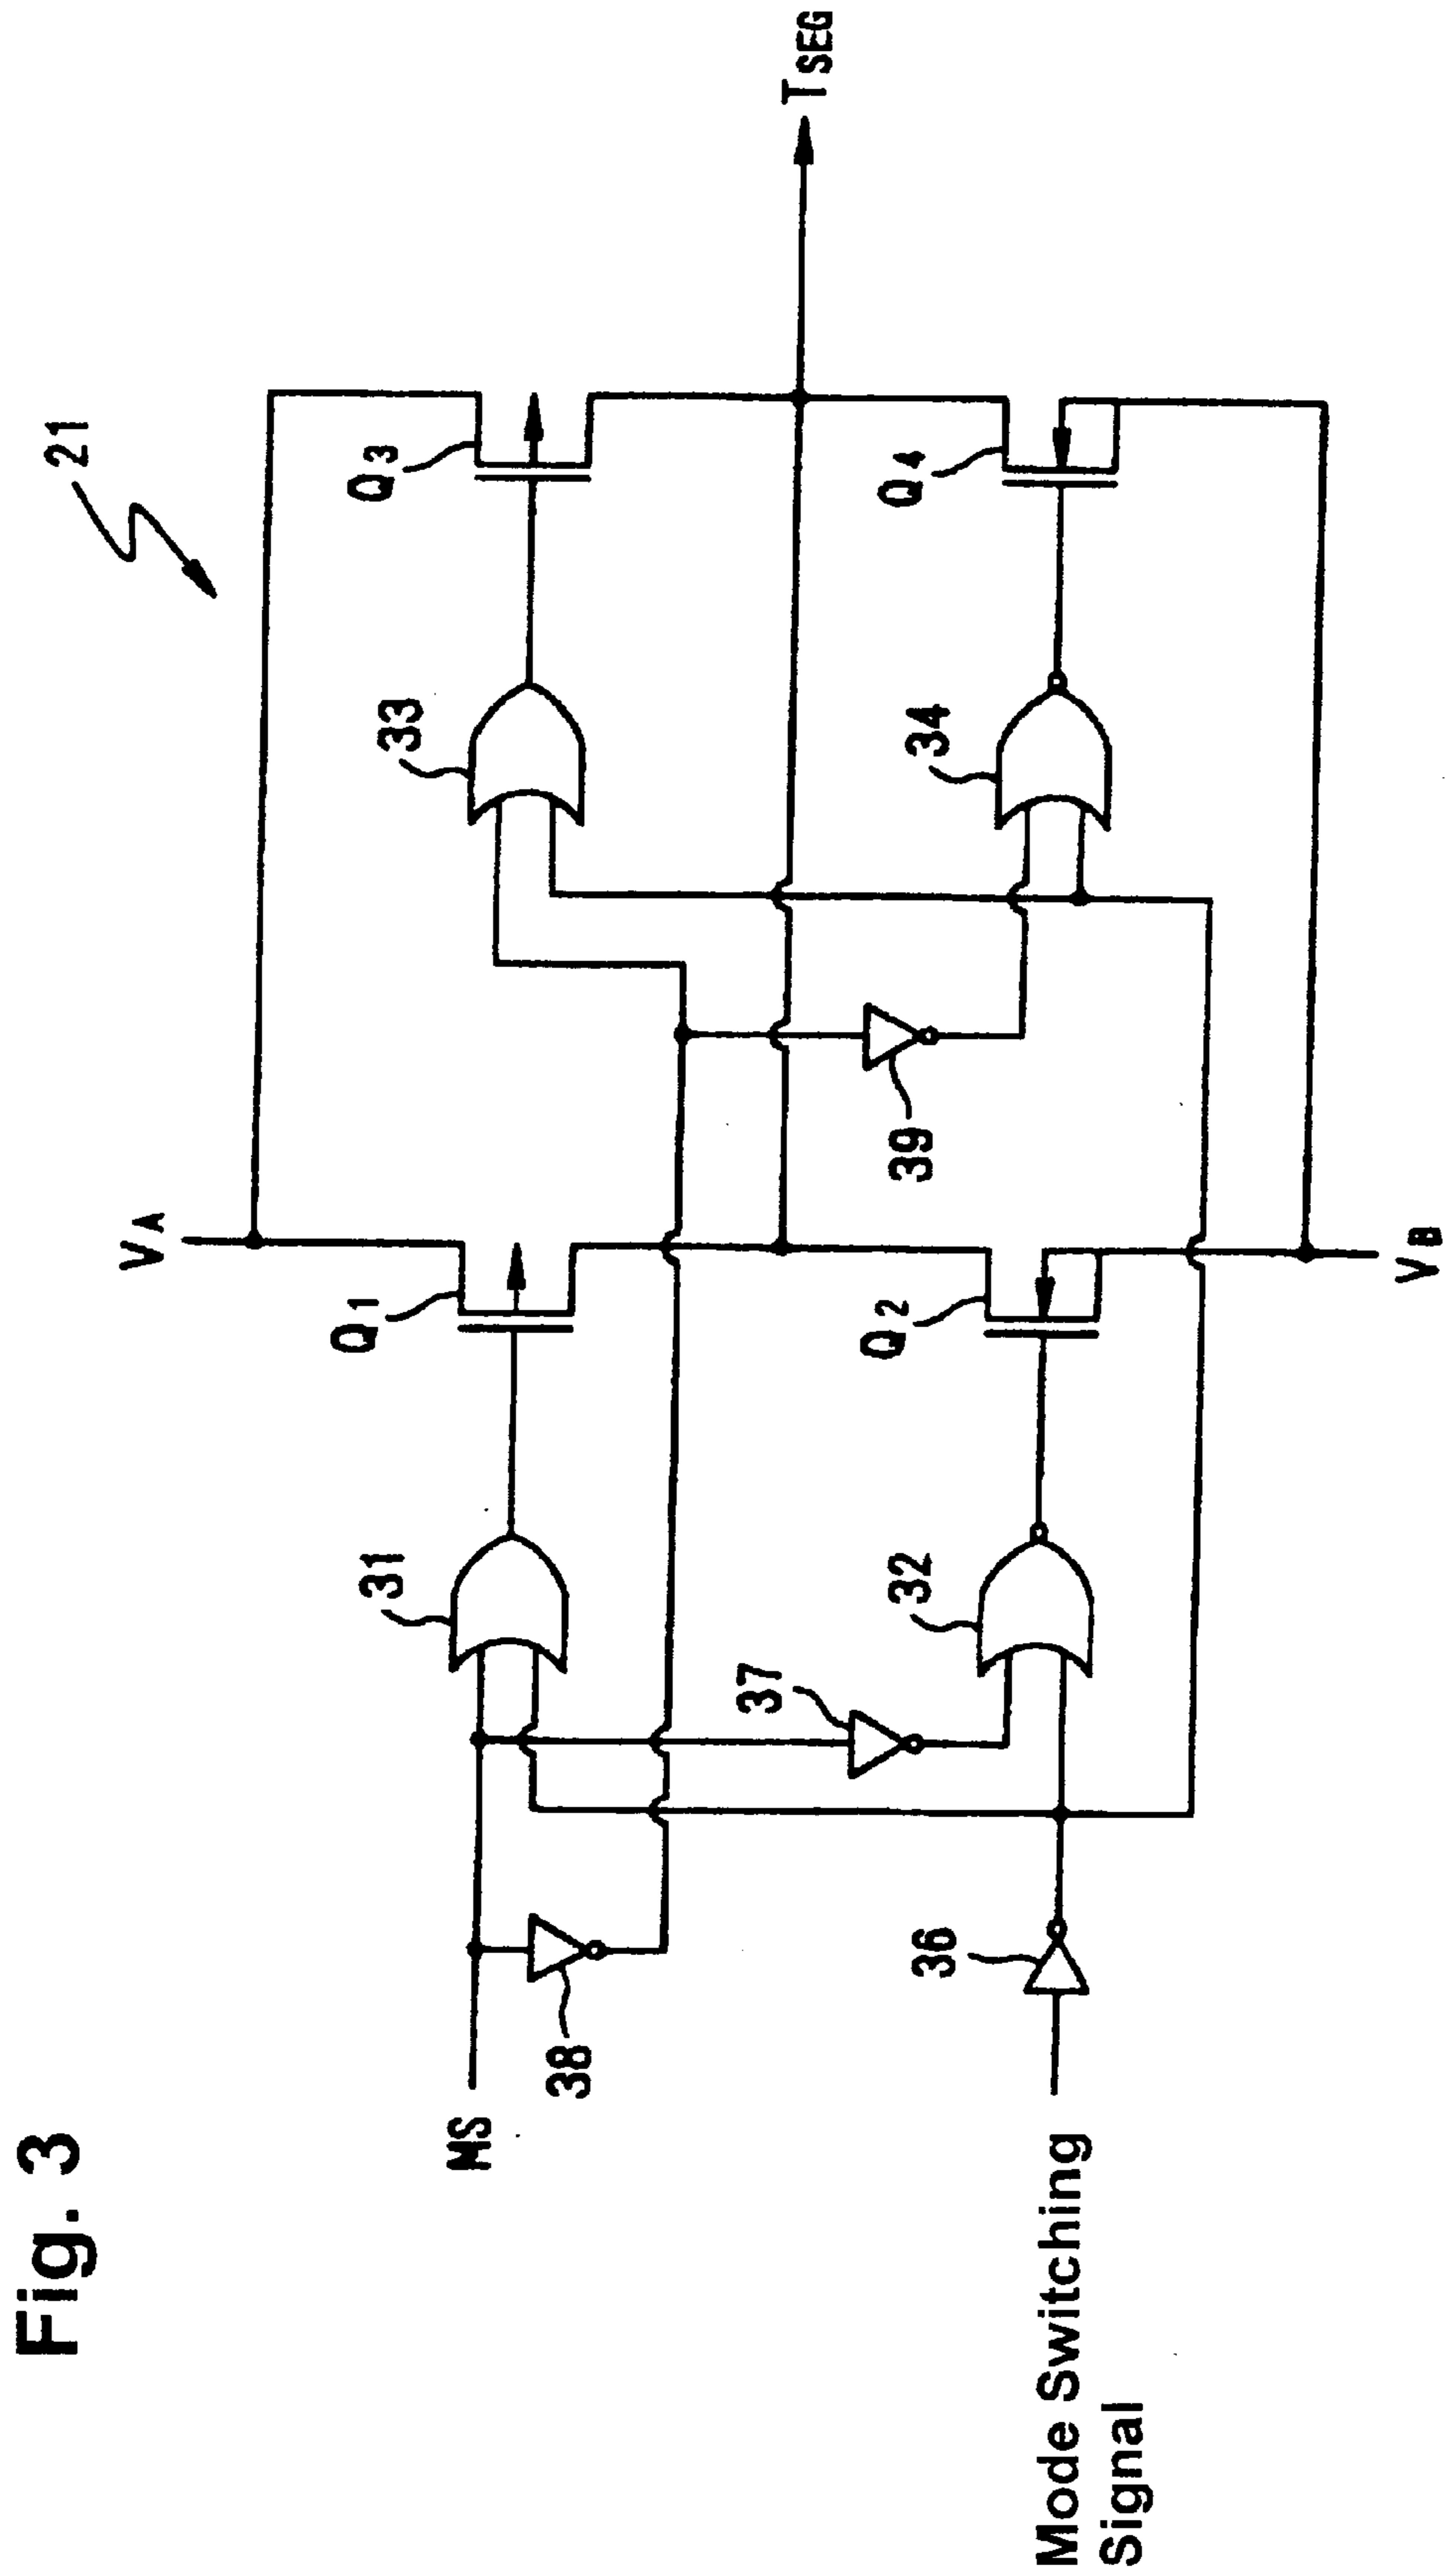 Fig. 3
21
VA
Q1
Q3
31
33
MS
38
37
39
TSEG
Q2
Q4
32
34
36
Mode Switching
Signal
VB